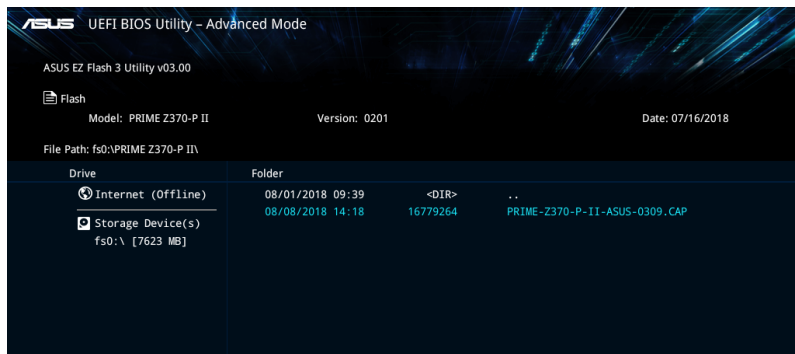 ASUS UEFI BIOS Utility – Advanced Mode
ASUS EZ Flash 3 Utility v03.00
Flash
Model: PRIME Z370-P II Version: 0201 Date: 07/16/2018
File Path: fs0:\PRIME Z370-P II\
Drive Folder
Internet (Offline) 08/01/2018 09:39 <DIR> ..
08/08/2018 14:18 16779264 PRIME-Z370-P-II-ASUS-0309.CAP
Storage Device(s)
fs0:\ [7623 MB]